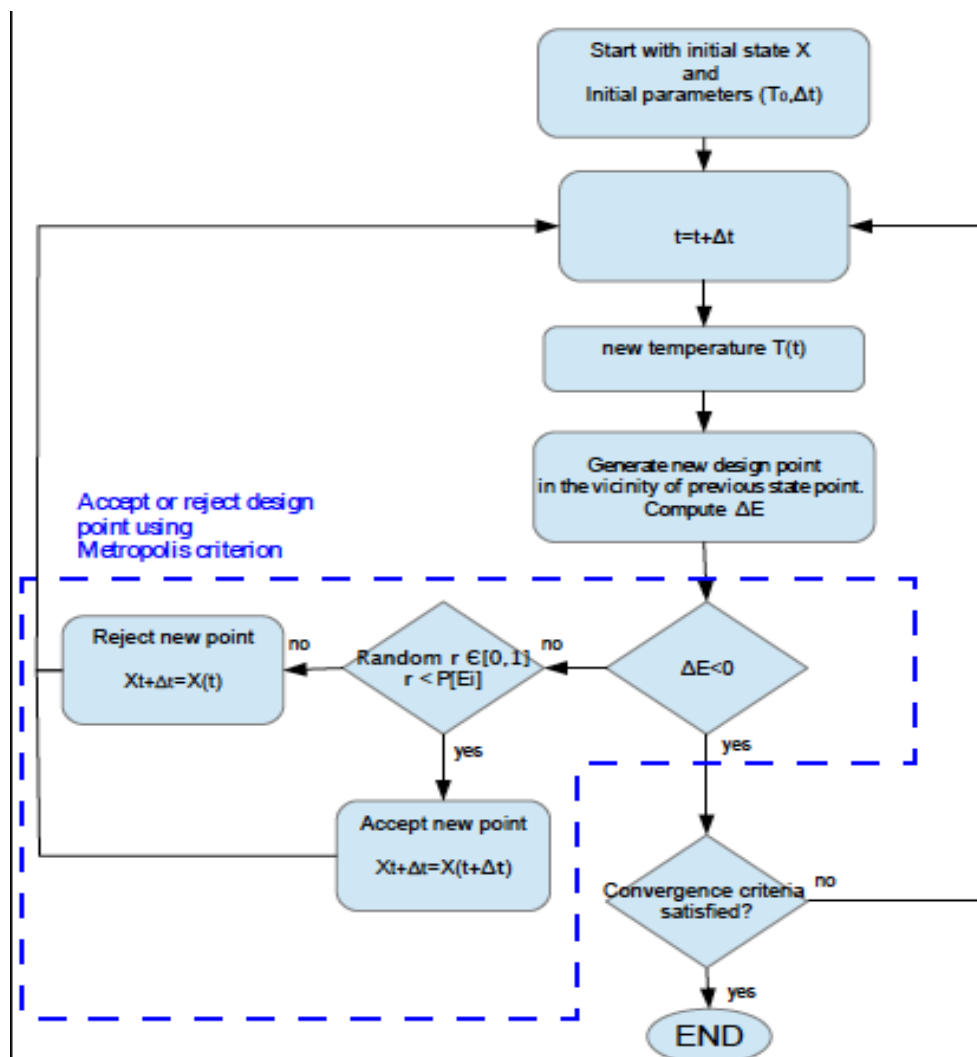 Start with initial state X
and
Initial parameters (T₀,Δt)
t=t+Δt
new temperature T(t)
Generate new design point
in the vicinity of previous state point.
Compute ΔE
Accept or reject design
point using
Metropolis criterion
Reject new point
Xt+Δt=X(t)
no
Random r ∈[0,1]
r < P[Ei]
no
ΔE<0
yes
yes
Accept new point
Xt+Δt=X(t+Δt)
Convergence criteria
satisfied?
no
yes
END